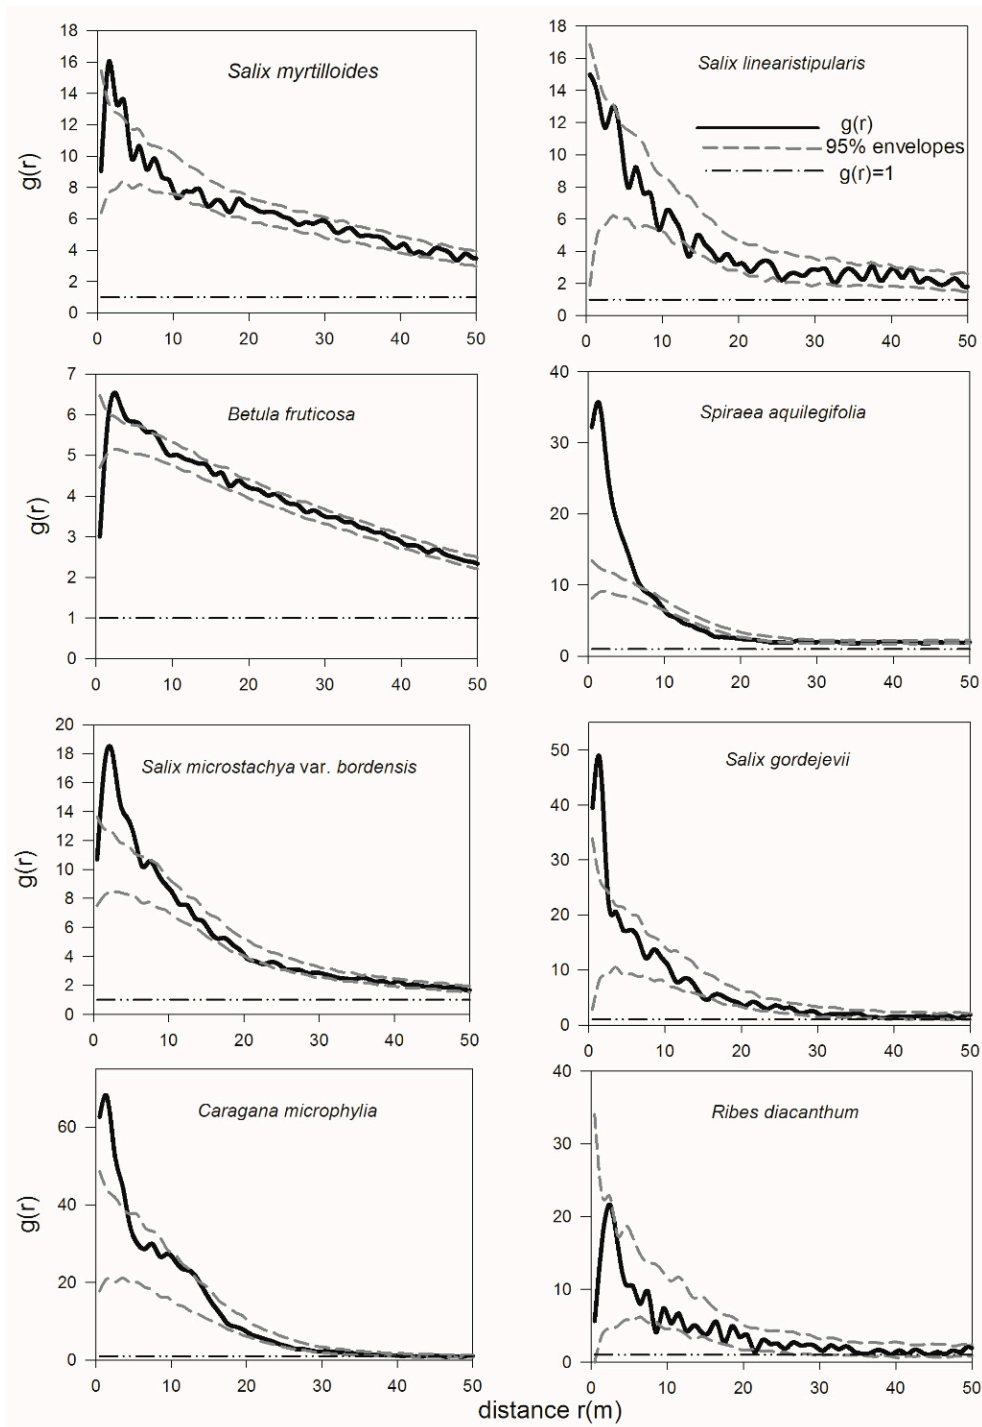 Salix myrtilloides
g(r)
18
16
14
12
10
8
6
4
2
0
0 10 20 30 40 50
Salix linearistipularis
g(r)
95% envelopes
g(r)=1
18
16
14
12
10
8
6
4
2
0
0 10 20 30 40 50
Betula fruticosa
g(r)
7
6
5
4
3
2
1
0
0 10 20 30 40 50
Spiraea aquilegifolia
40
30
20
10
0
0 10 20 30 40 50
Salix microstachya var. bordensis
g(r)
20
18
16
14
12
10
8
6
4
2
0
0 10 20 30 40 50
Salix gordejevii
50
40
30
20
10
0
0 10 20 30 40 50
Caragana microphylia
g(r)
60
40
20
0
0 10 20 30 40 50
Ribes diacanthum
40
30
20
10
0
0 10 20 30 40 50
distance r(m)